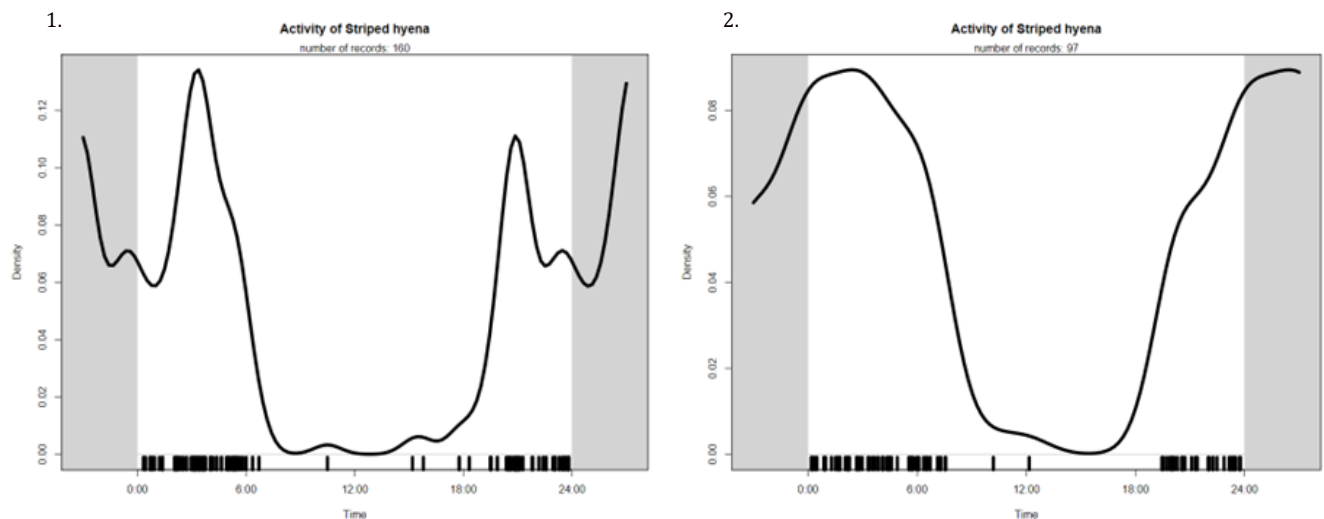 1.
Activity of Striped hyena
number of records: 160
Density
0.00
0.02
0.04
0.06
0.08
0.10
0.12
0:00 6:00 12:00 18:00 24:00
Time
2.
Activity of Striped hyena
number of records: 97
Density
0.00
0.02
0.04
0.06
0.08
0:00 6:00 12:00 18:00 24:00
Time